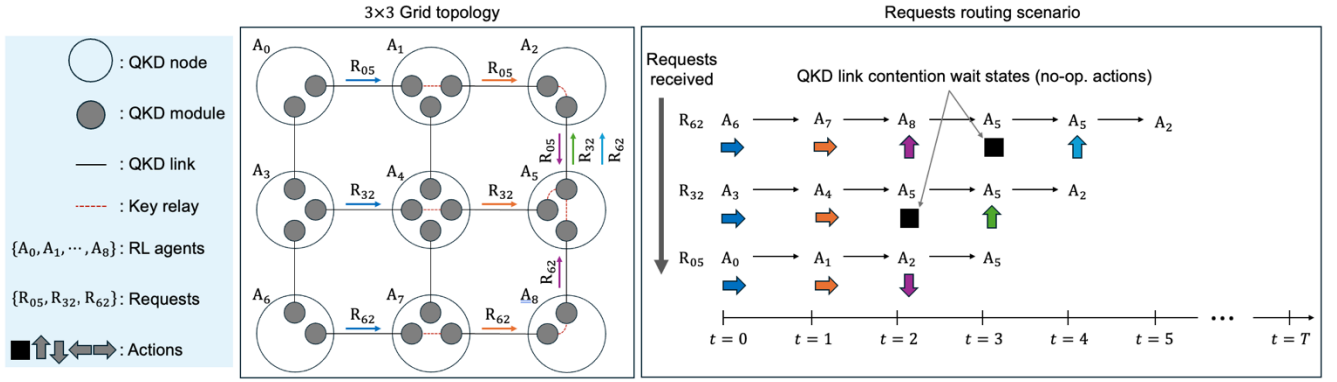 3×3 Grid topology
Requests routing scenario
: QKD node
: QKD module
: QKD link
: Key relay
{A₀, A₁, ⋯, A₈}: RL agents
{R₀₅, R₃₂, R₆₂}: Requests
: Actions
A₀ A₁ A₂
R₀₅ R₀₅
R₀₅ R₃₂ R₆₂
A₃ A₄ A₅
R₃₂ R₃₂
R₆₂
A₆ A₇ A₈
R₆₂ R₆₂
Requests
received
QKD link contention wait states (no-op. actions)
R₆₂ A₆ A₇ A₈ A₅ A₅ A₂
R₃₂ A₃ A₄ A₅ A₅ A₂
R₀₅ A₀ A₁ A₂ A₅
•••
t = 0 t = 1 t = 2 t = 3 t = 4 t = 5 t = T